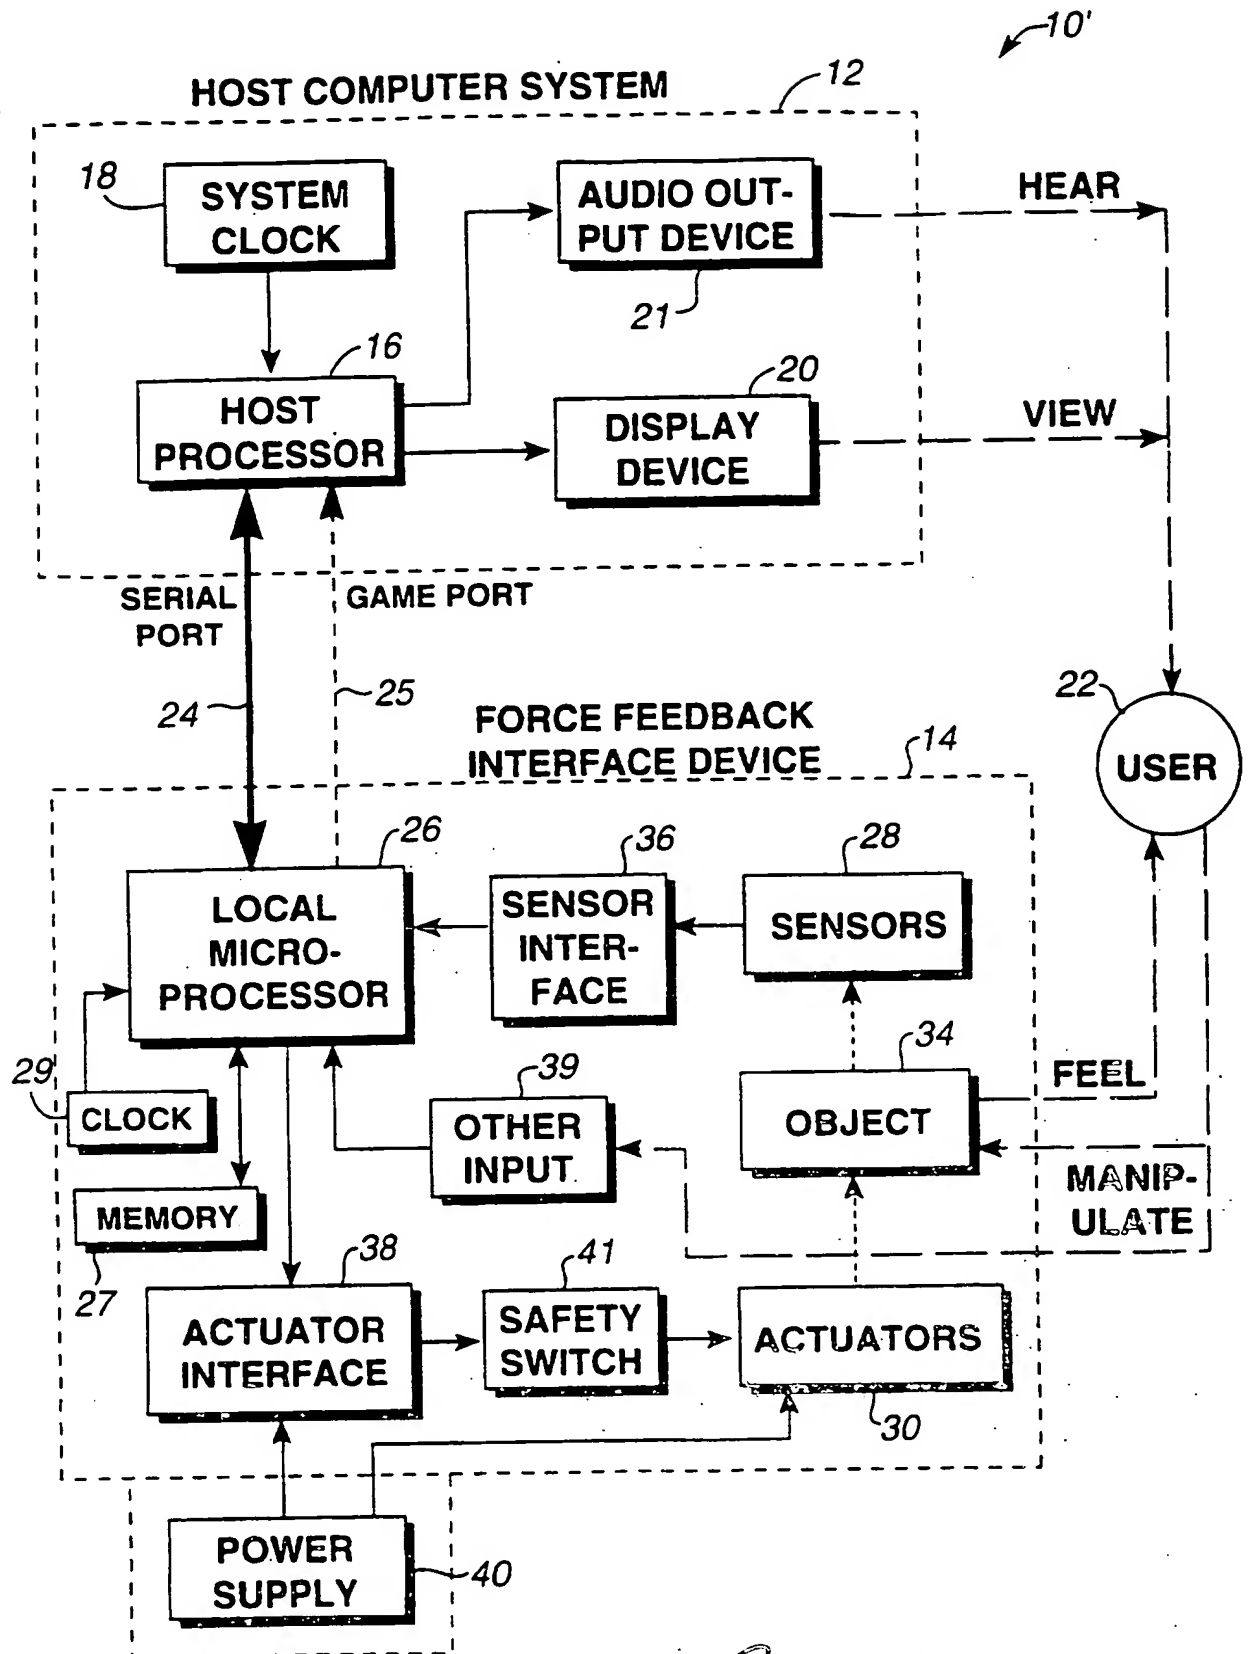 10'
HOST COMPUTER SYSTEM
12
18
SYSTEM
CLOCK
AUDIO OUT-
PUT DEVICE
21
HEAR
16
HOST
PROCESSOR
20
DISPLAY
DEVICE
VIEW
SERIAL
PORT
GAME PORT
24
25
FORCE FEEDBACK
INTERFACE DEVICE
14
22
USER
26
LOCAL
MICRO-
PROCESSOR
36
SENSOR
INTER-
FACE
28
SENSORS
29
CLOCK
39
OTHER
INPUT
34
OBJECT
FEEL
MANIP-
ULATE
MEMORY
27
38
ACTUATOR
INTERFACE
41
SAFETY
SWITCH
ACTUATORS
30
POWER
SUPPLY
40